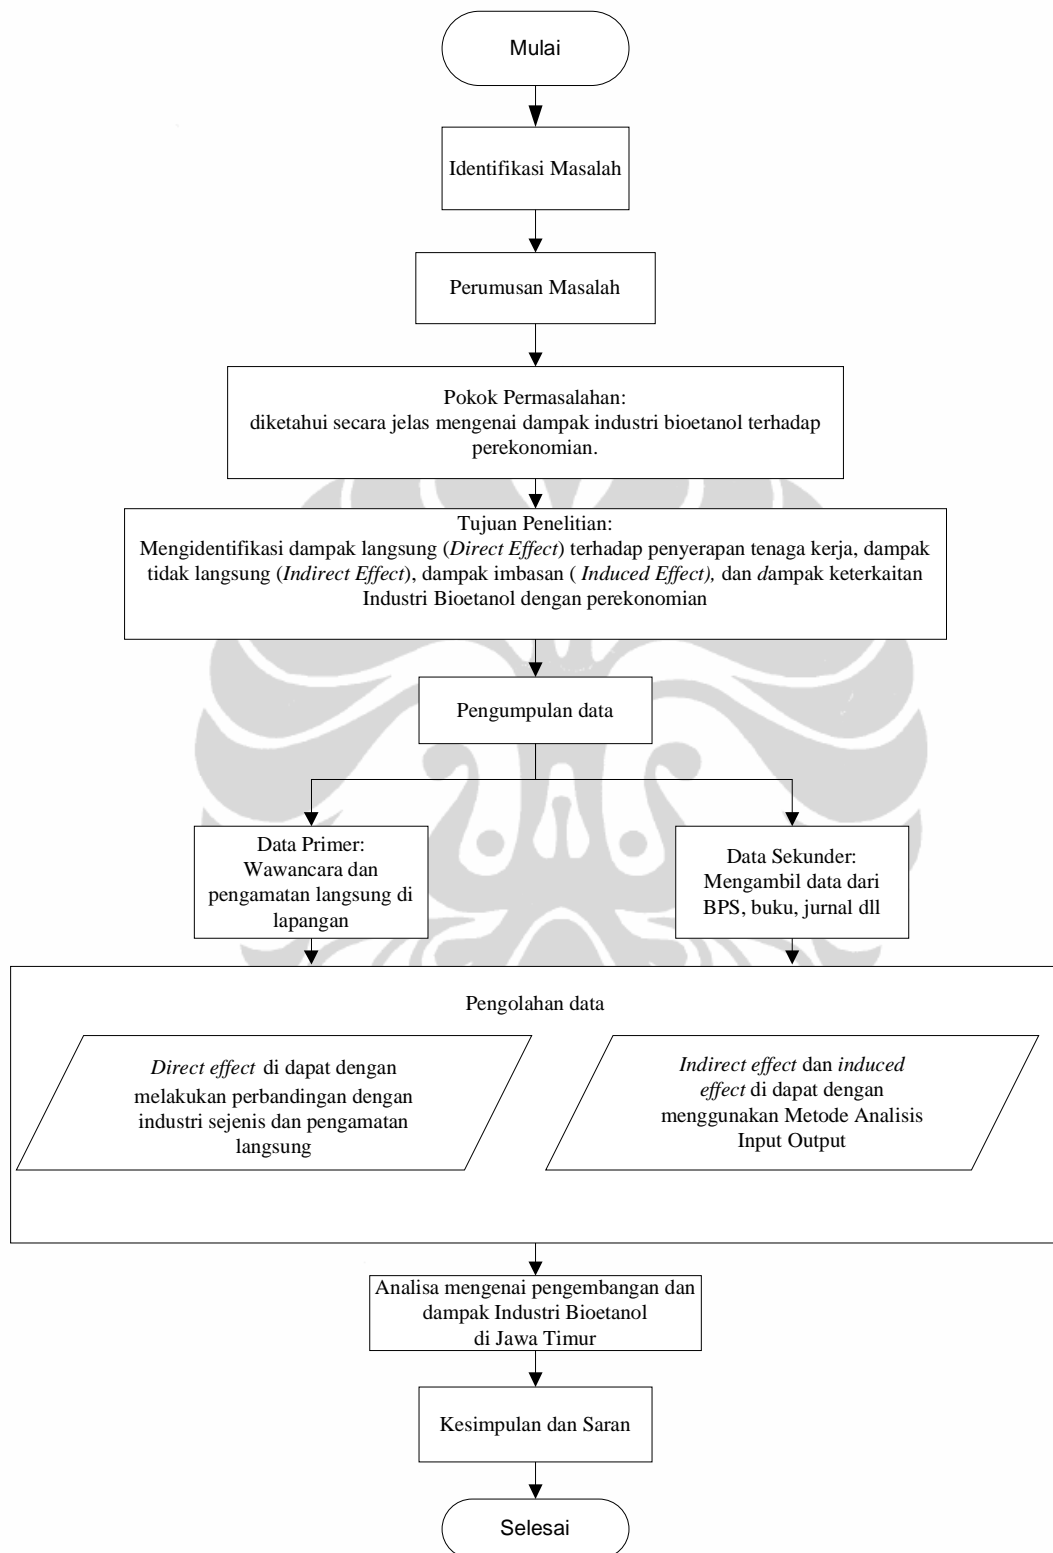 Mulai
Identifikasi Masalah
Perumusan Masalah
Pokok Permasalahan:
diketahui secara jelas mengenai dampak industri bioetanol terhadap
perekonomian.
Tujuan Penelitian:
Mengidentifikasi dampak langsung (Direct Effect) terhadap penyerapan tenaga kerja, dampak
tidak langsung (Indirect Effect), dampak imbasan ( Induced Effect), dan dampak keterkaitan
Industri Bioetanol dengan perekonomian
Pengumpulan data
Data Primer:
Wawancara dan
pengamatan langsung di
lapangan
Data Sekunder:
Mengambil data dari
BPS, buku, jurnal dll
Pengolahan data
Direct effect di dapat dengan
melakukan perbandingan dengan
industri sejenis dan pengamatan
langsung
Indirect effect dan induced
effect di dapat dengan
menggunakan Metode Analisis
Input Output
Analisa mengenai pengembangan dan
dampak Industri Bioetanol
di Jawa Timur
Kesimpulan dan Saran
Selesai